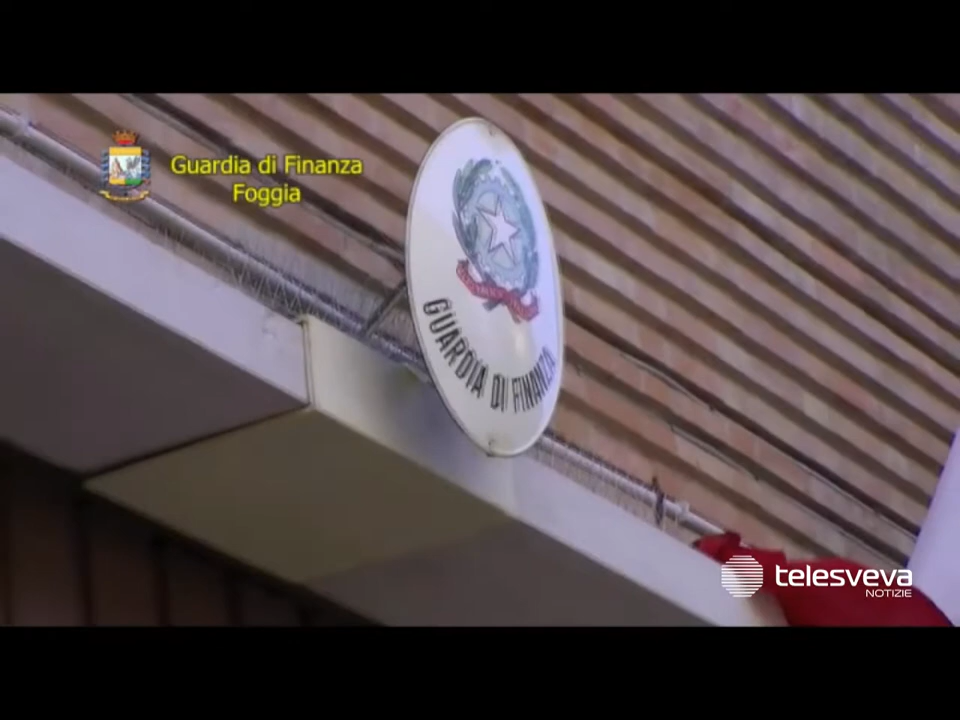 Guardia di Finanza
Foggia
GUARDIA DI FINANZA
telesveva
NOTIZIE